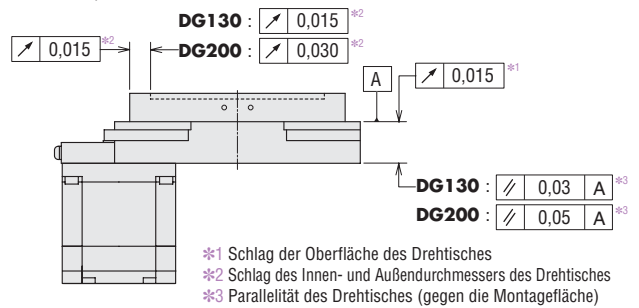 DG130 : ↗ 0,015 *2
↗ 0,015 *2
DG200 : ↗ 0,030 *2
A
↗ 0,015 *1
DG130 : // 0,03 A *3
DG200 : // 0,05 A *3
*1 Schlag der Oberfläche des Drehtisches
*2 Schlag des Innen- und Außendurchmessers des Drehtisches
*3 Parallelität des Drehtisches (gegen die Montagefläche)